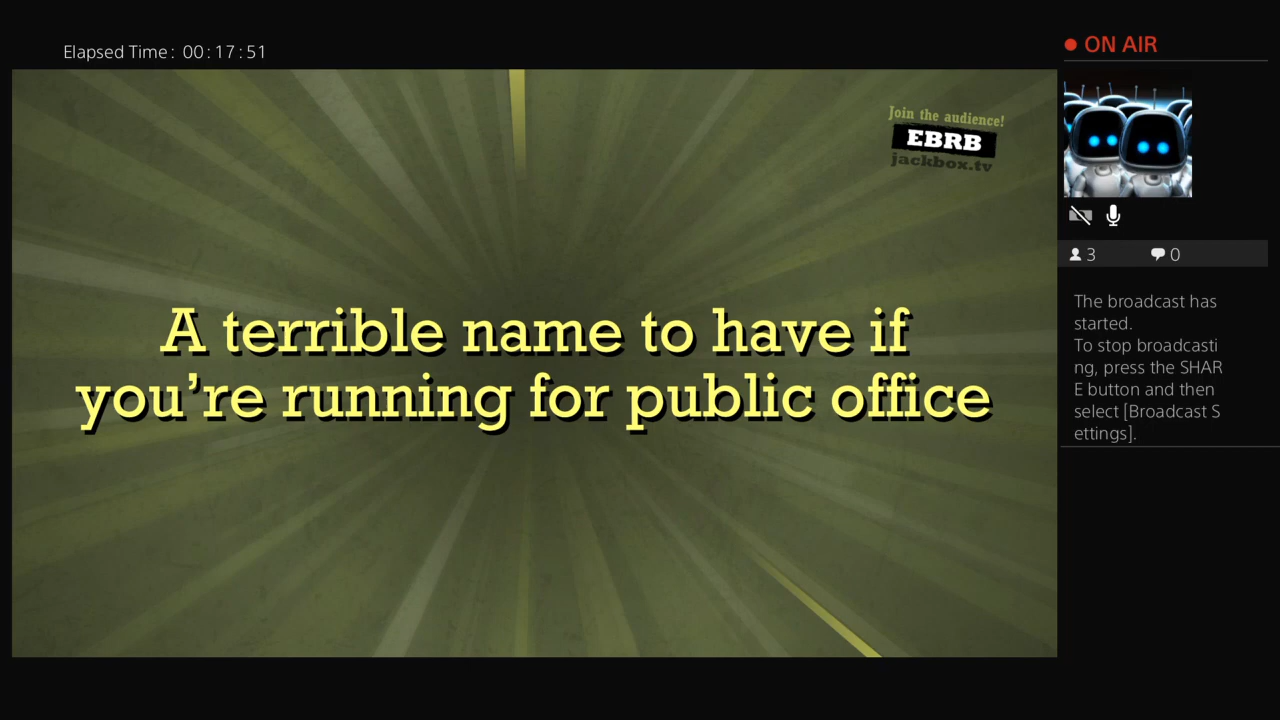 Elapsed Time: 00:17:51
ON AIR
Join the audience!
EBRB
jackbox.tv
A terrible name to have if
you're running for public office
3 0
The broadcast has
started.
To stop broadcasti
ng, press the SHAR
E button and then
select [Broadcast S
ettings].